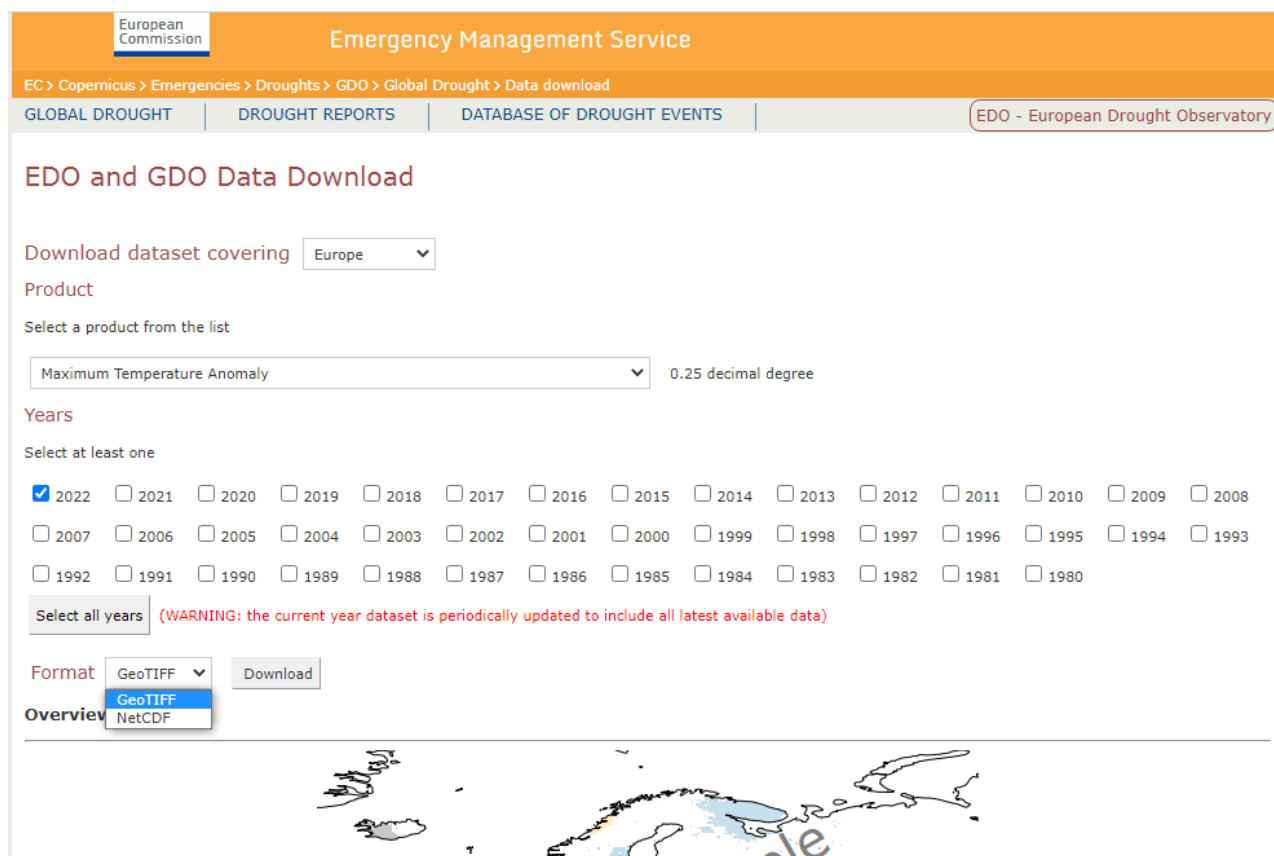 European
Commission
Emergency Management Service
EC > Copernicus > Emergencies > Droughts > GDO > Global Drought > Data download
GLOBAL DROUGHT DROUGHT REPORTS DATABASE OF DROUGHT EVENTS EDO - European Drought Observatory
EDO and GDO Data Download
Download dataset covering Europe
Product
Select a product from the list
Maximum Temperature Anomaly 0.25 decimal degree
Years
Select at least one
2022 2021 2020 2019 2018 2017 2016 2015 2014 2013 2012 2011 2010 2009 2008
2007 2006 2005 2004 2003 2002 2001 2000 1999 1998 1997 1996 1995 1994 1993
1992 1991 1990 1989 1988 1987 1986 1985 1984 1983 1982 1981 1980
Select all years (WARNING: the current year dataset is periodically updated to include all latest available data)
Format GeoTIFF Download
GeoTIFF
Overview NetCDF